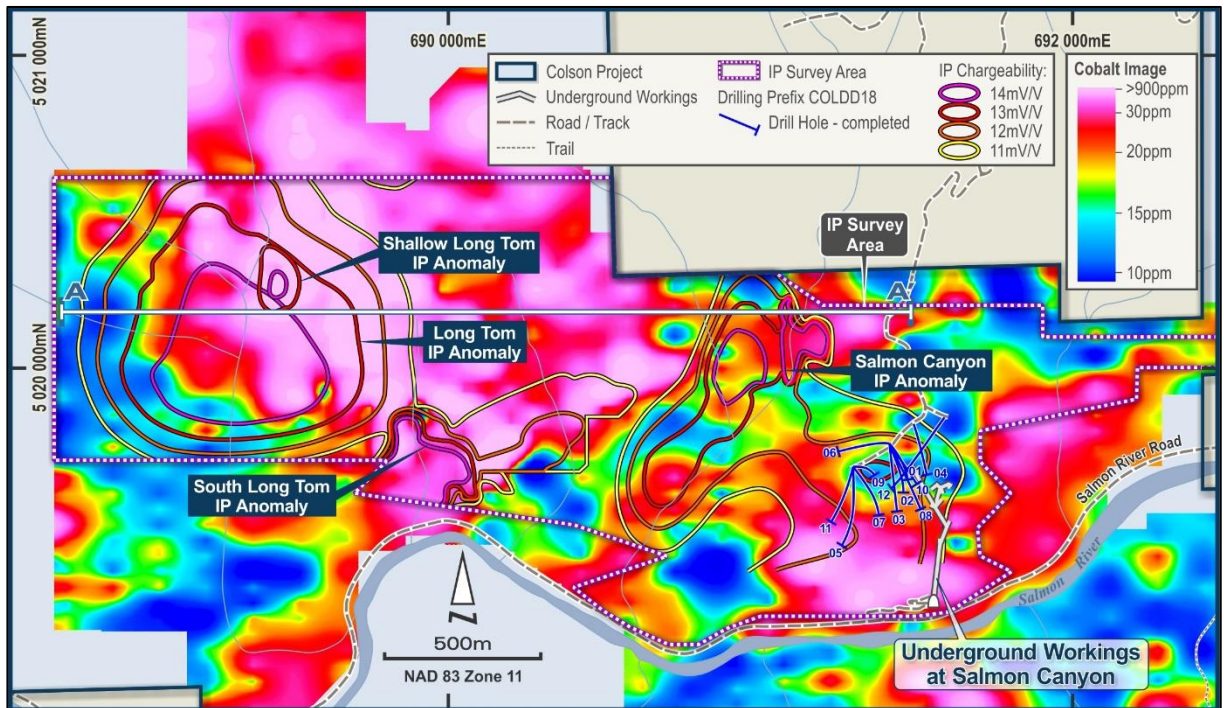 690 000mE
692 000mE
5 021 000mN
5 020 000mN
Colson Project
Underground Workings
Road / Track
Trail
IP Survey Area
Drilling Prefix COLDD18
Drill Hole - completed
IP Chargeability:
14mV/V
13mV/V
12mV/V
11mV/V
Cobalt Image
>900ppm
30ppm
20ppm
15ppm
10ppm
IP Survey
Area
Shallow Long Tom
IP Anomaly
A
A
Long Tom
IP Anomaly
Salmon Canyon
IP Anomaly
South Long Tom
IP Anomaly
06
09
01
04
12
10
02
11
07
03
08
05
Salmon River Road
Salmon River
N
500m
NAD 83 Zone 11
Underground Workings
at Salmon Canyon